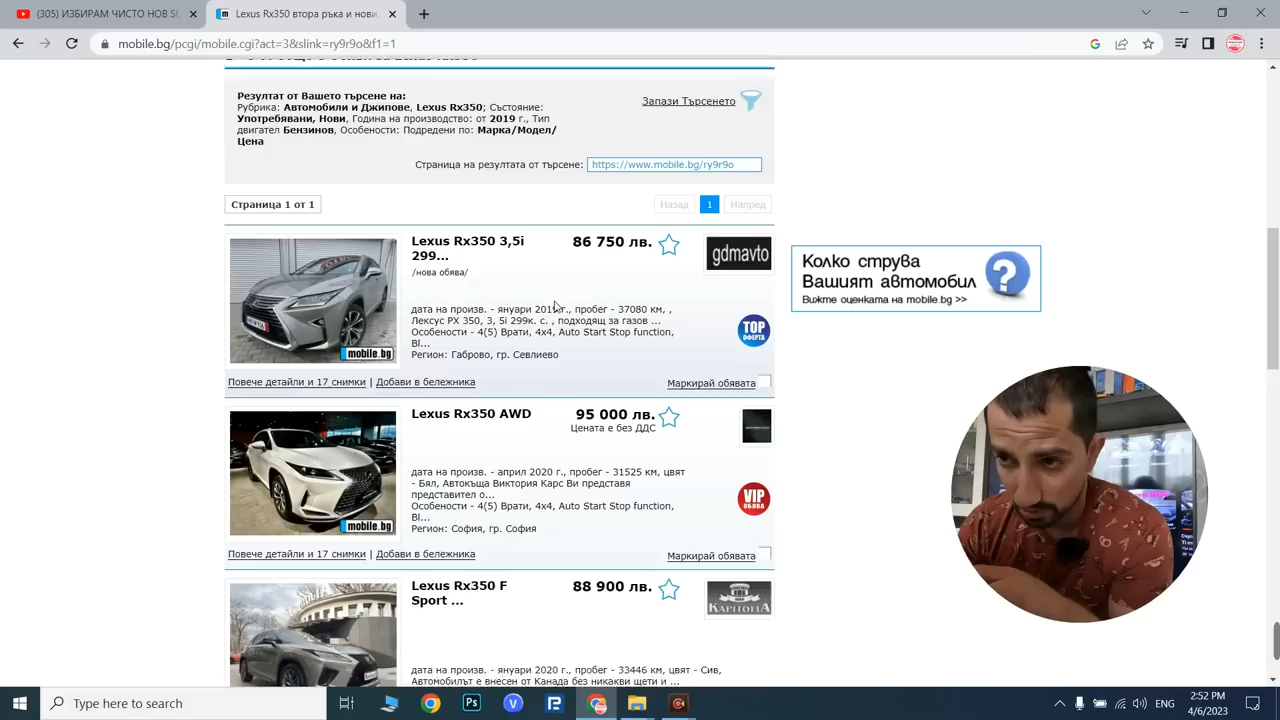 (305) ИЗБИРАМ ЧИСТО НОВ SU
Lexus Rx350 втора ръка и нови,
mobile.bg/pcgi/mobile.cgi?act=3&slink=ry9r9o&f1=1
Резултат от Вашето търсене на:
Рубрика: Автомобили и Джипове, Lexus Rx350; Състояние:
Употребявани, Нови, Година на производство: от 2019 г., Тип
двигател Бензинов, Особености: Подредени по: Марка/Модел/
Цена
Запази Търсенето
Страница на резултата от търсене:
https://www.mobile.bg/ry9r9o
Страница 1 от 1
Назад
1
Напред
Lexus Rx350 3,5i
299...
/нова обява/
86 750 лв.
gdmavto
дата на произв. - януари 2019 г., пробег - 37080 км, ,
Лексус РХ 350, 3, 5i 299к. с. , подходящ за газов ...
Особености - 4(5) Врати, 4x4, Auto Start Stop function,
Bl...
Регион: Габрово, гр. Севлиево
TOP
ОФЕРТА
mobile.bg
Повече детайли и 17 снимки | Добави в бележника
Маркирай обявата
Lexus Rx350 AWD
95 000 лв.
Цената е без ДДС
дата на произв. - април 2020 г., пробег - 31525 км, цвят
- Бял, Автокъща Виктория Карс Ви представя
представител о...
Особености - 4(5) Врати, 4x4, Auto Start Stop function,
Bl...
Регион: София, гр. София
VIP
ОБЯВА
mobile.bg
Повече детайли и 17 снимки | Добави в бележника
Маркирай обявата
Lexus Rx350 F
Sport ...
88 900 лв.
дата на произв. - януари 2020 г., пробег - 33446 км, цвят - Сив,
Автомобилът е внесен от Канада без никакви щети и ...
Колко струва
Вашият автомобил
Вижте оценката на mobile.bg >>
?
Type here to search
ENG
2:52 PM
4/6/2023